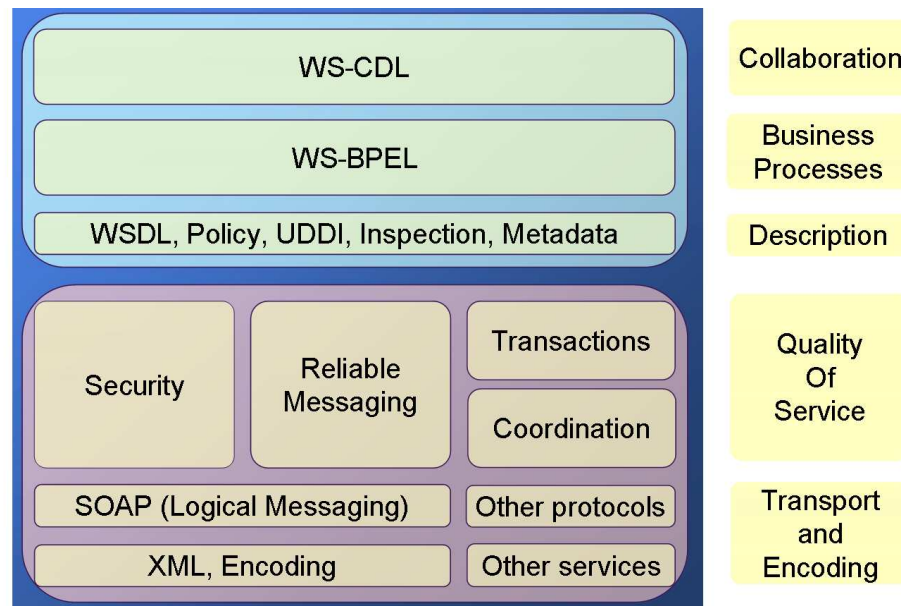 WS-CDL
Collaboration
WS-BPEL
Business
Processes
WSDL, Policy, UDDI, Inspection, Metadata
Description
Security
Reliable
Messaging
Transactions
Coordination
Quality
Of
Service
SOAP (Logical Messaging)
Other protocols
XML, Encoding
Other services
Transport
and
Encoding